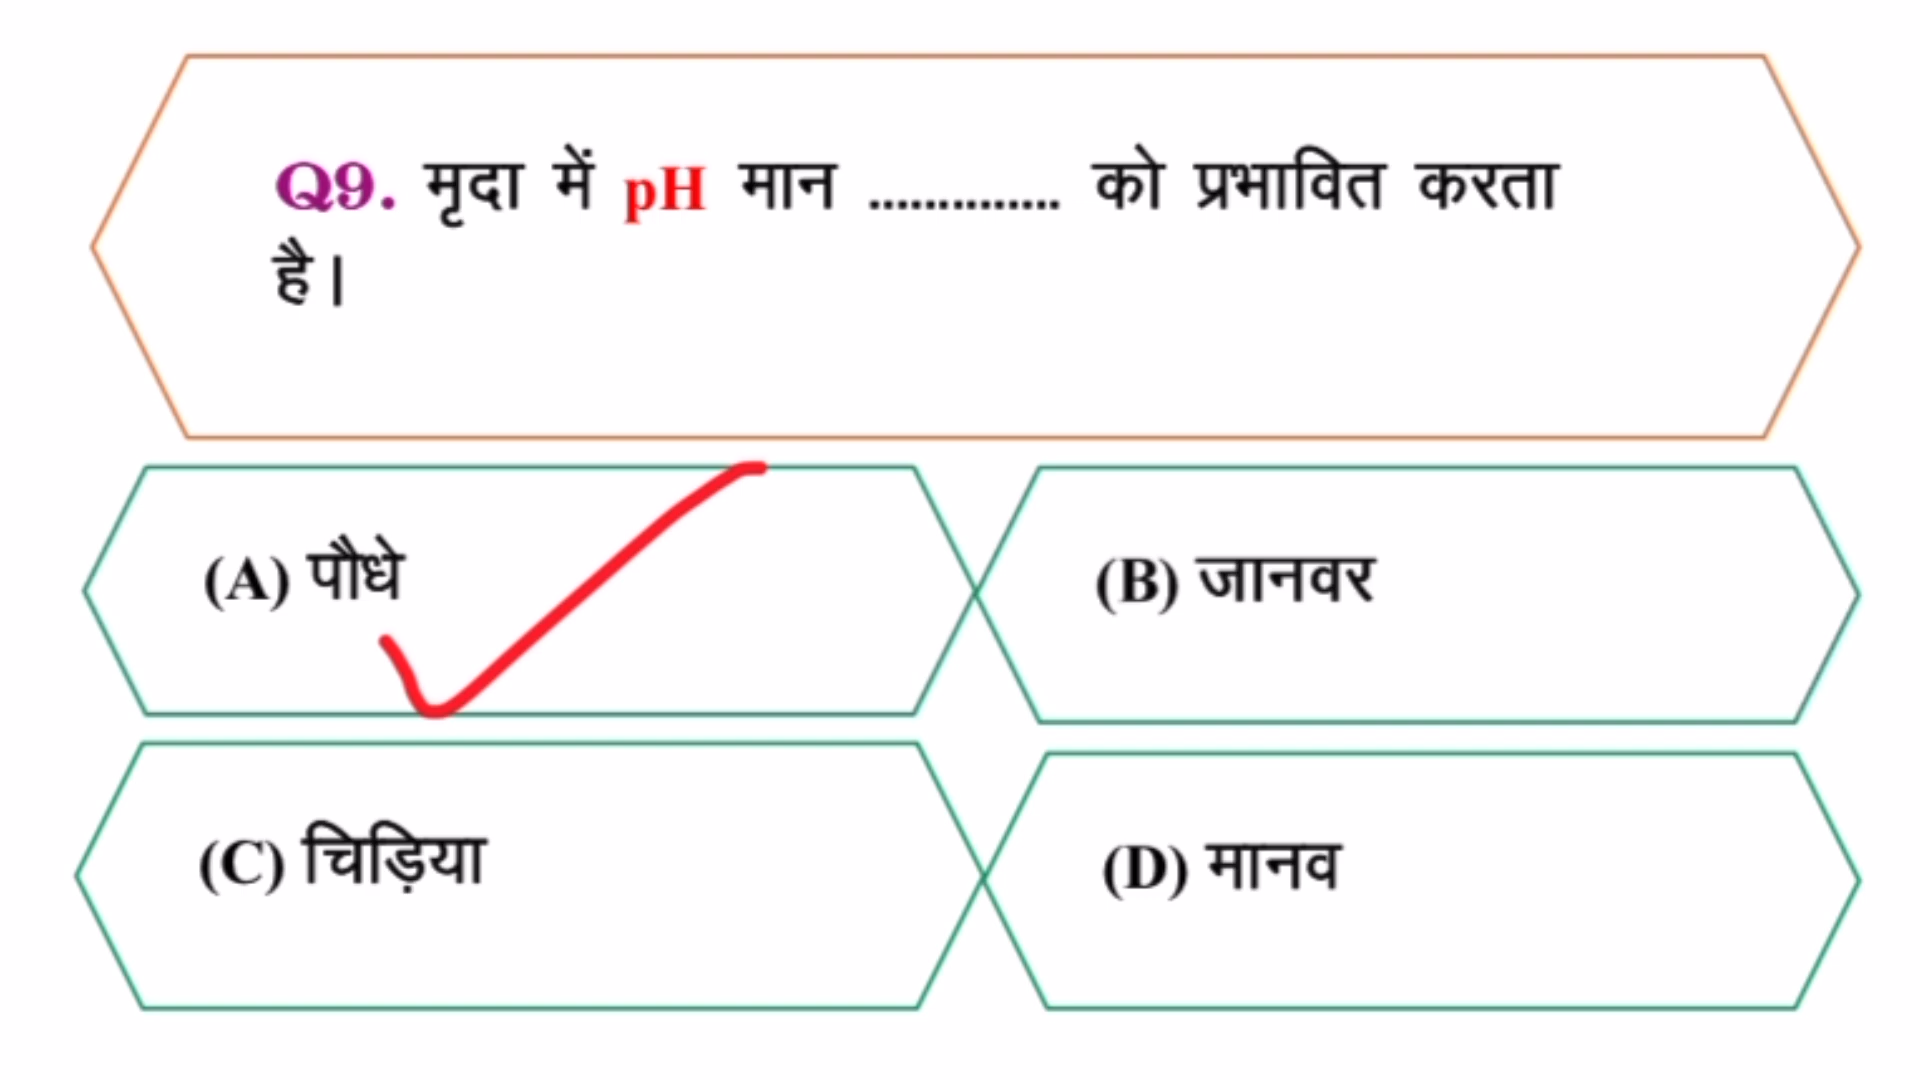 Q9. मृदा में pH मान .............. को प्रभावित करता
है।
(A) पौधे
(B) जानवर
(C) चिड़िया
(D) मानव